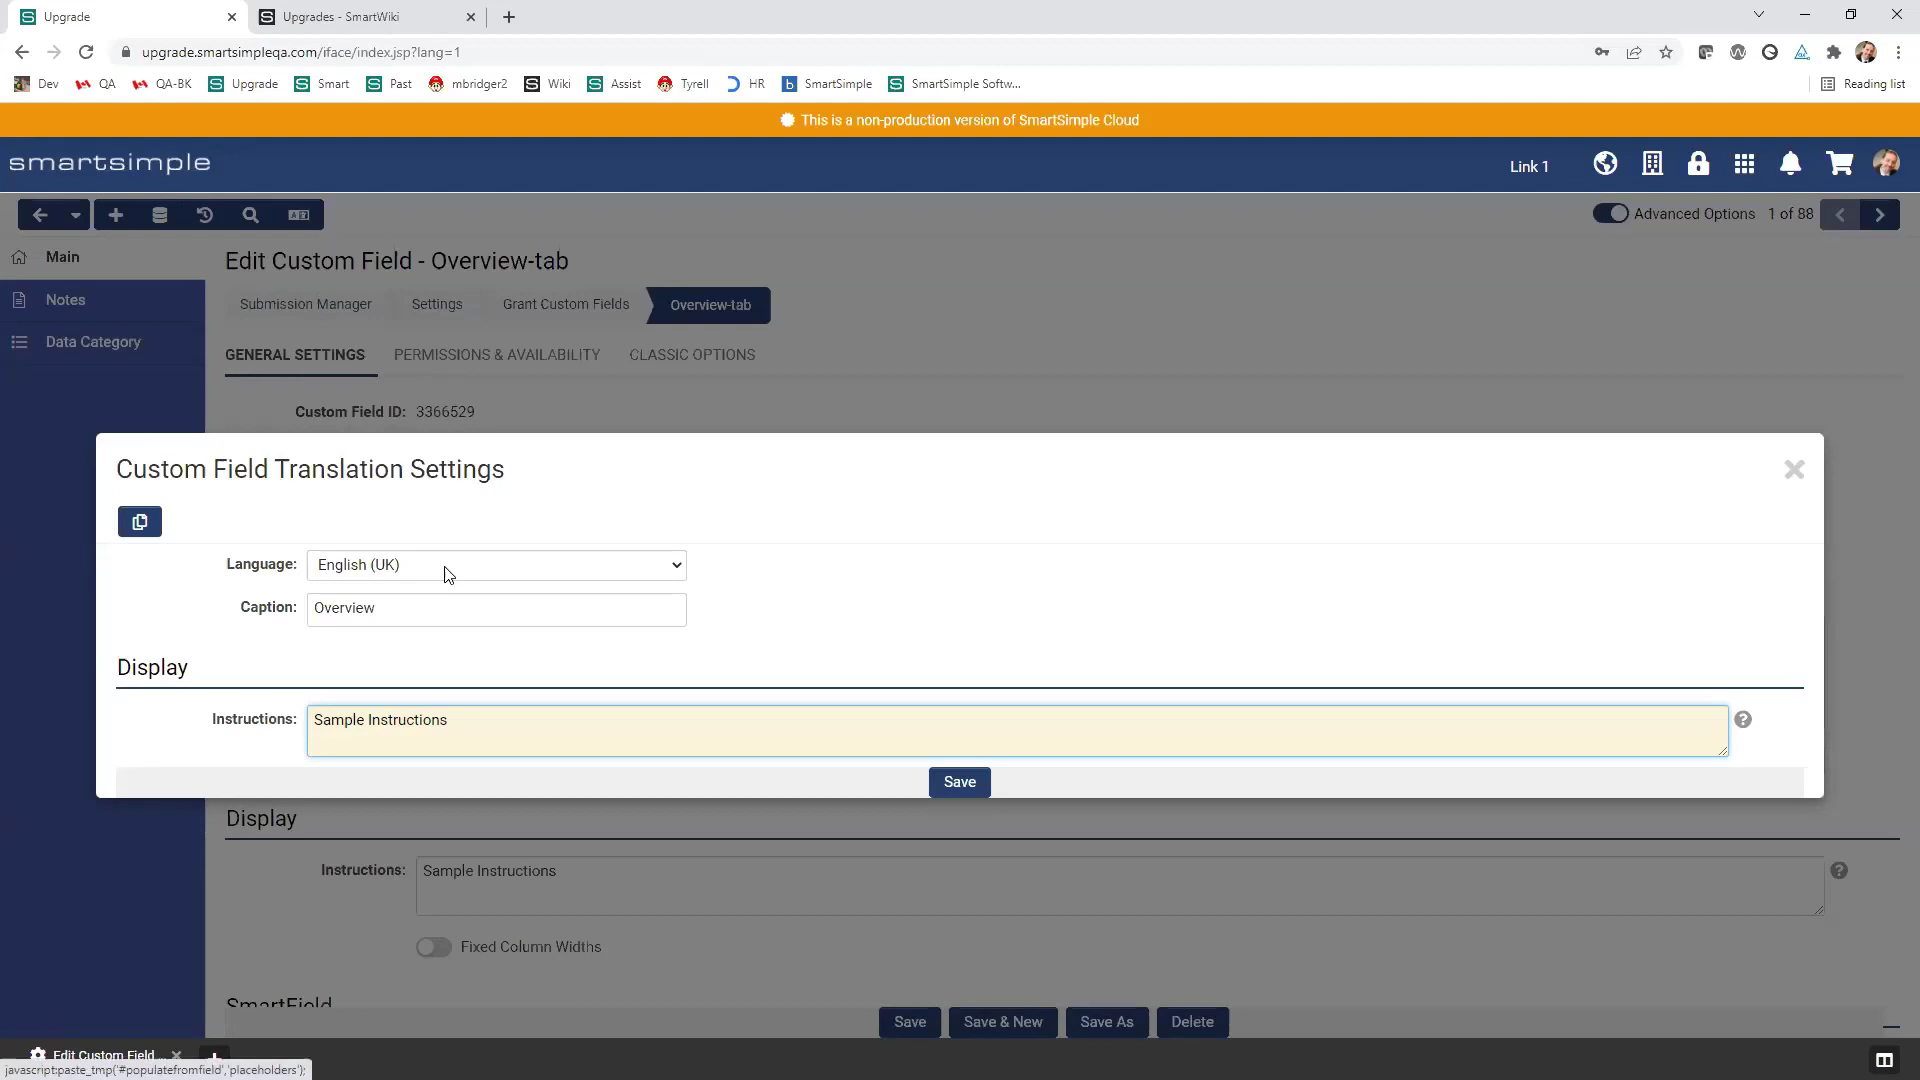 Upgrade
Upgrades - SmartWiki
upgrade.smartsimpleqa.com/iface/index.jsp?lang=1
Dev
QA
QA-BK
Upgrade
Smart
Past
mbridger2
Wiki
Assist
Tyrell
HR
SmartSimple
SmartSimple Softw...
Reading list
This is a non-production version of SmartSimple Cloud
smartsimple
Link 1
Advanced Options
1 of 88
Main
Notes
Data Category
Edit Custom Field - Overview-tab
Submission Manager
Settings
Grant Custom Fields
Overview-tab
GENERAL SETTINGS
PERMISSIONS & AVAILABILITY
CLASSIC OPTIONS
Custom Field ID: 3366529
Custom Field Translation Settings
Language: English (UK)
Caption: Overview
Display
Instructions: Sample Instructions
Save
Display
Instructions: Sample Instructions
Fixed Column Widths
SmartField
Save
Save & New
Save As
Delete
Edit Custom Field ...
javascript:paste_tmp('#populatefromfield','placeholders');